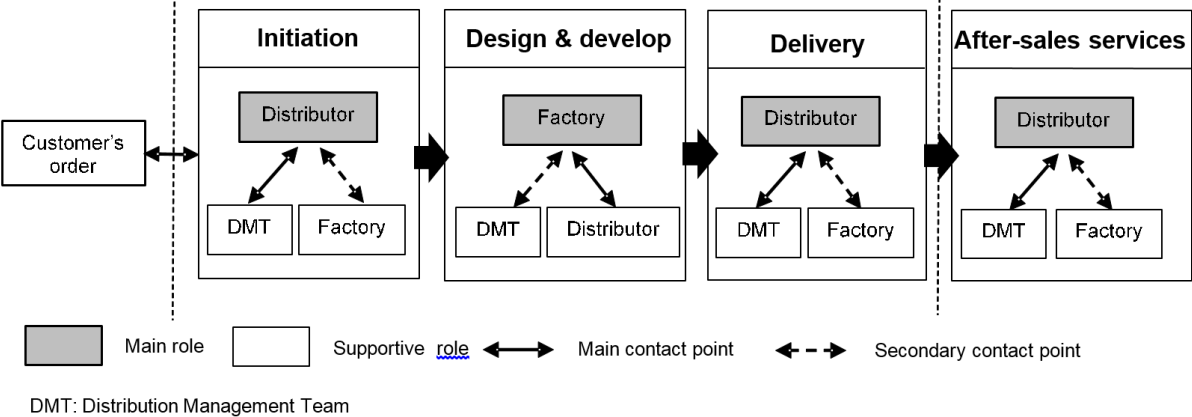 Customer's
order
Initiation
Distributor
DMT
Factory
Design & develop
Factory
DMT
Distributor
Delivery
Distributor
DMT
Factory
After-sales services
Distributor
DMT
Factory
Main role
Supportive role
Main contact point
Secondary contact point
DMT: Distribution Management Team